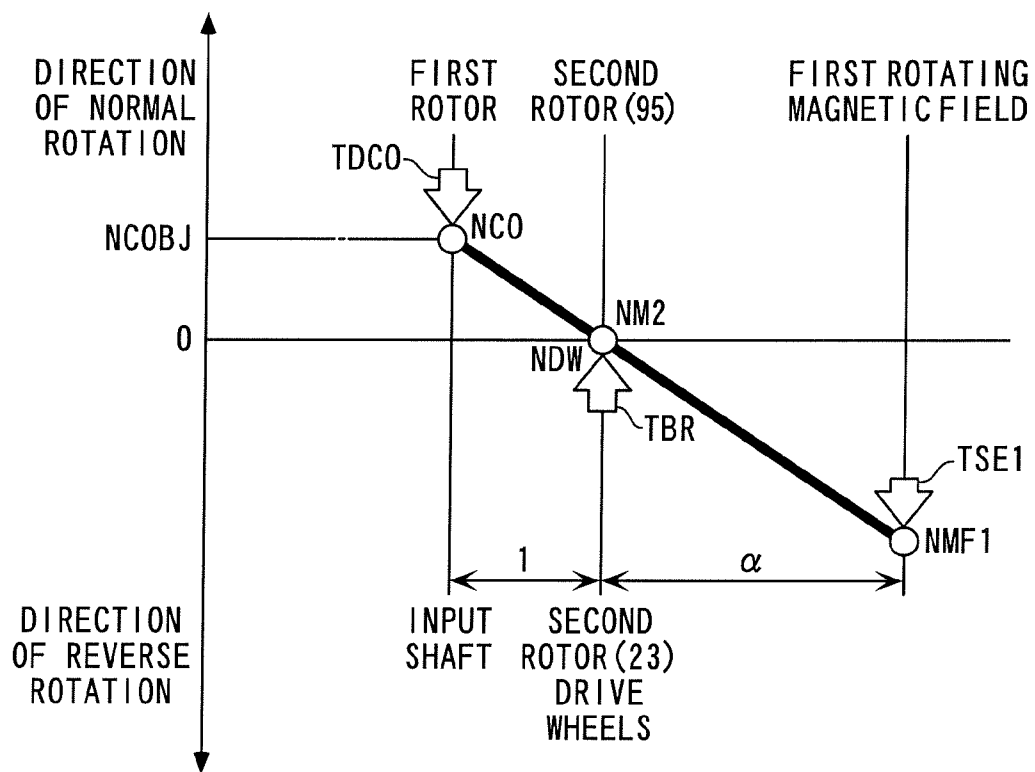 DIRECTION
OF NORMAL
ROTATION
FIRST
ROTOR
SECOND
ROTOR(95)
FIRST ROTATING
MAGNETIC FIELD
TDCO
NCOBJ
NCO
0
NM2
NDW
TBR
TSE1
NMF1
1
α
DIRECTION
OF REVERSE
ROTATION
INPUT
SHAFT
SECOND
ROTOR(23)
DRIVE
WHEELS